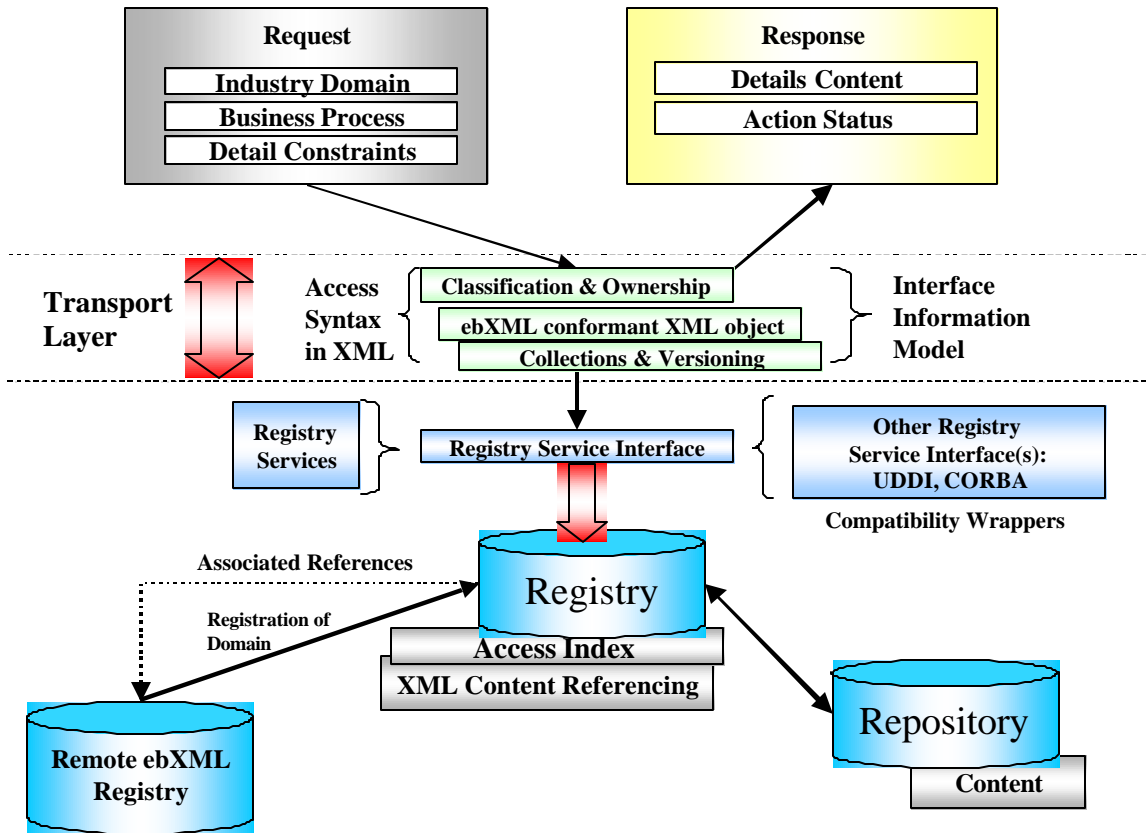 Request
Industry Domain
Business Process
Detail Constraints
Response
Details Content
Action Status
Transport
Layer
Access
Syntax
in XML
Classification & Ownership
ebXML conformant XML object
Collections & Versioning
Interface
Information
Model
Registry
Services
Registry Service Interface
Other Registry
Service Interface(s):
UDDI, CORBA
Compatibility Wrappers
Associated References
Registration of
Domain
Registry
Access Index
XML Content Referencing
Remote ebXML
Registry
Repository
Content